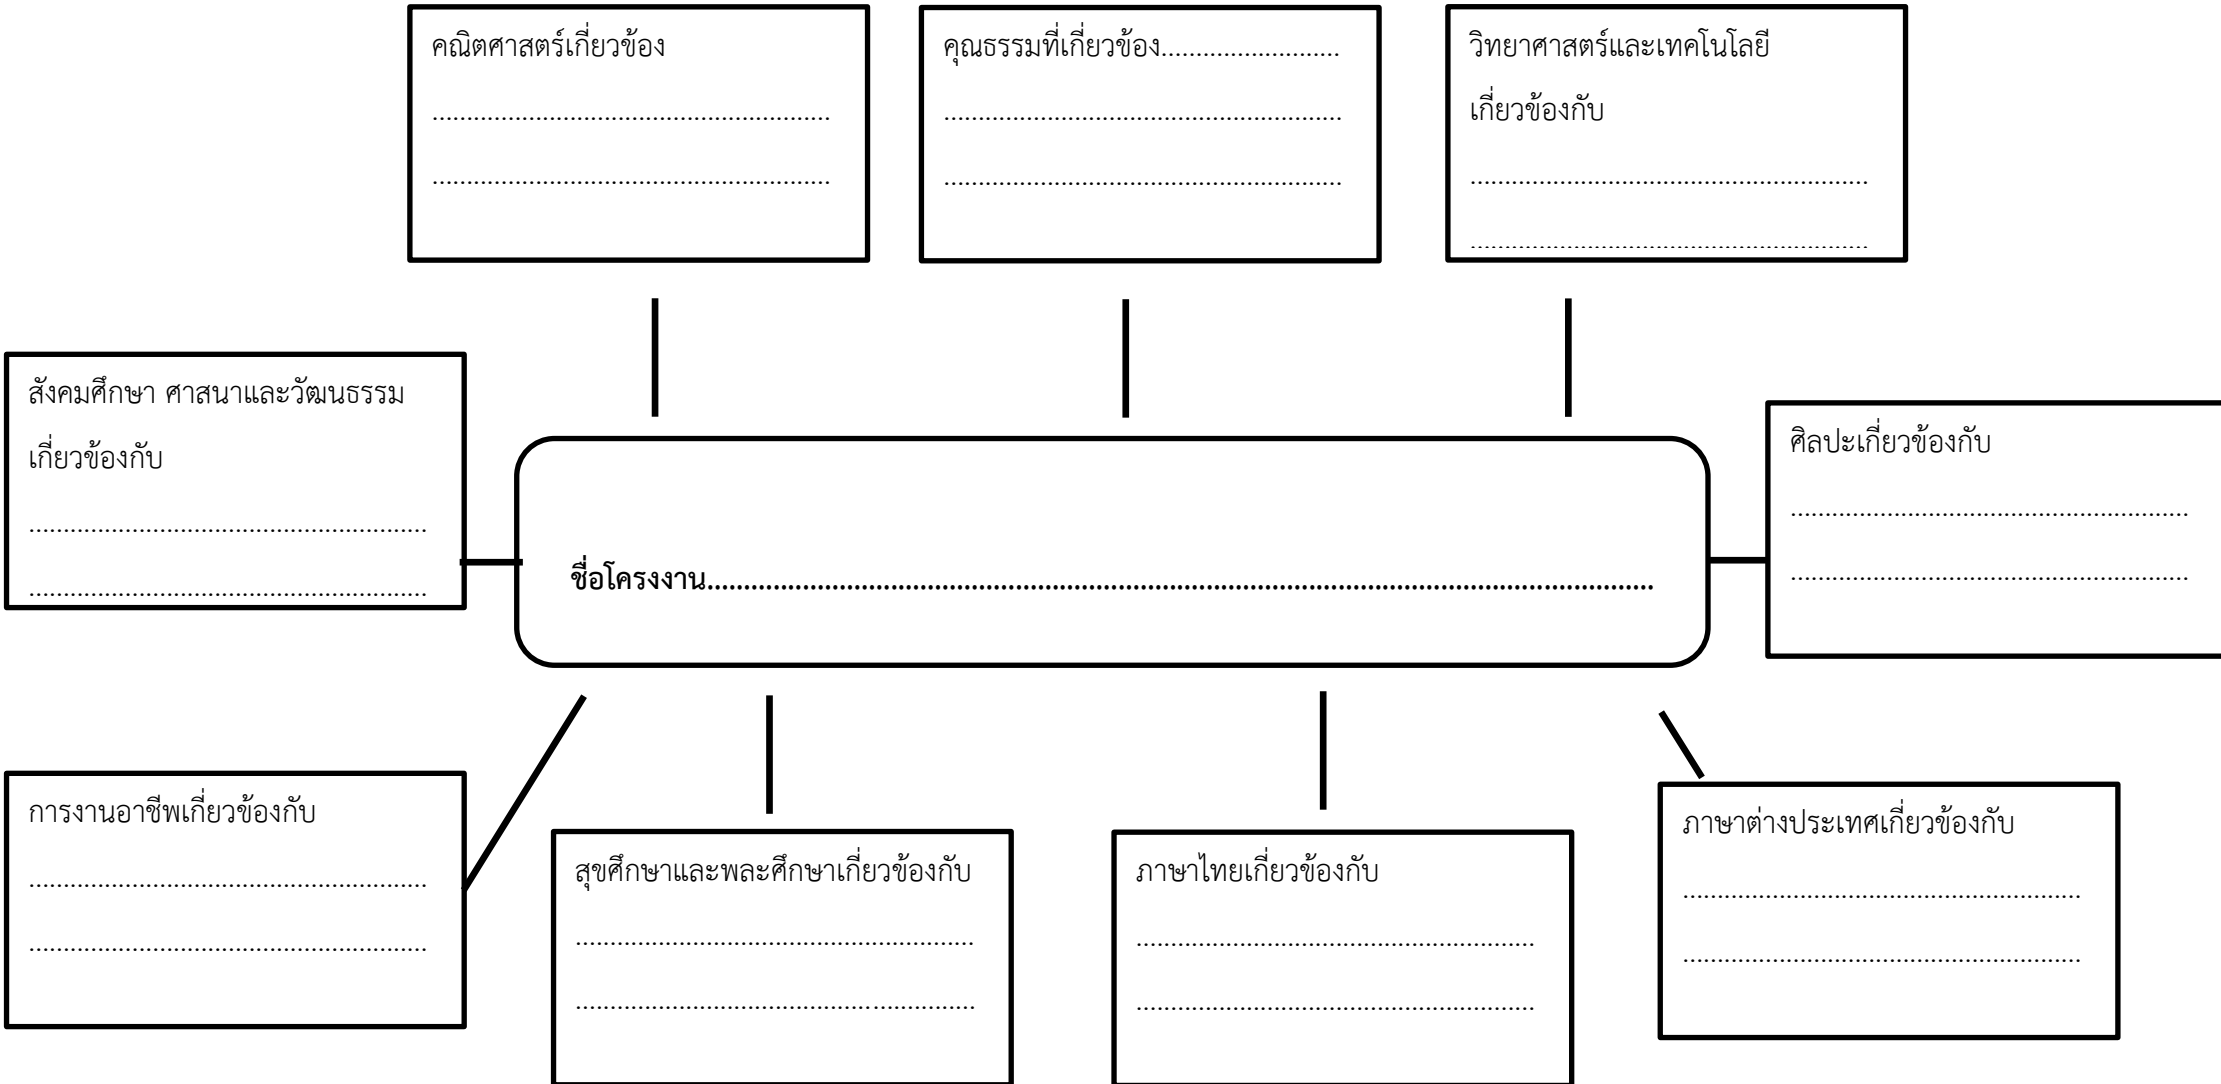 คณิตศาสตร์เกี่ยวข้อง
..........................................................
..........................................................
คุณธรรมที่เกี่ยวข้อง..........................
..........................................................
..........................................................
วิทยาศาสตร์และเทคโนโลยี
เกี่ยวข้องกับ
..........................................................
..........................................................
สังคมศึกษา ศาสนาและวัฒนธรรม
เกี่ยวข้องกับ
..........................................................
..........................................................
ชื่อโครงงาน....................................................................................................................................
ศิลปะเกี่ยวข้องกับ
..........................................................
..........................................................
การงานอาชีพเกี่ยวข้องกับ
..........................................................
..........................................................
สุขศึกษาและพละศึกษาเกี่ยวข้องกับ
..........................................................
..........................................................
ภาษาไทยเกี่ยวข้องกับ
..........................................................
..........................................................
ภาษาต่างประเทศเกี่ยวข้องกับ
..........................................................
..........................................................